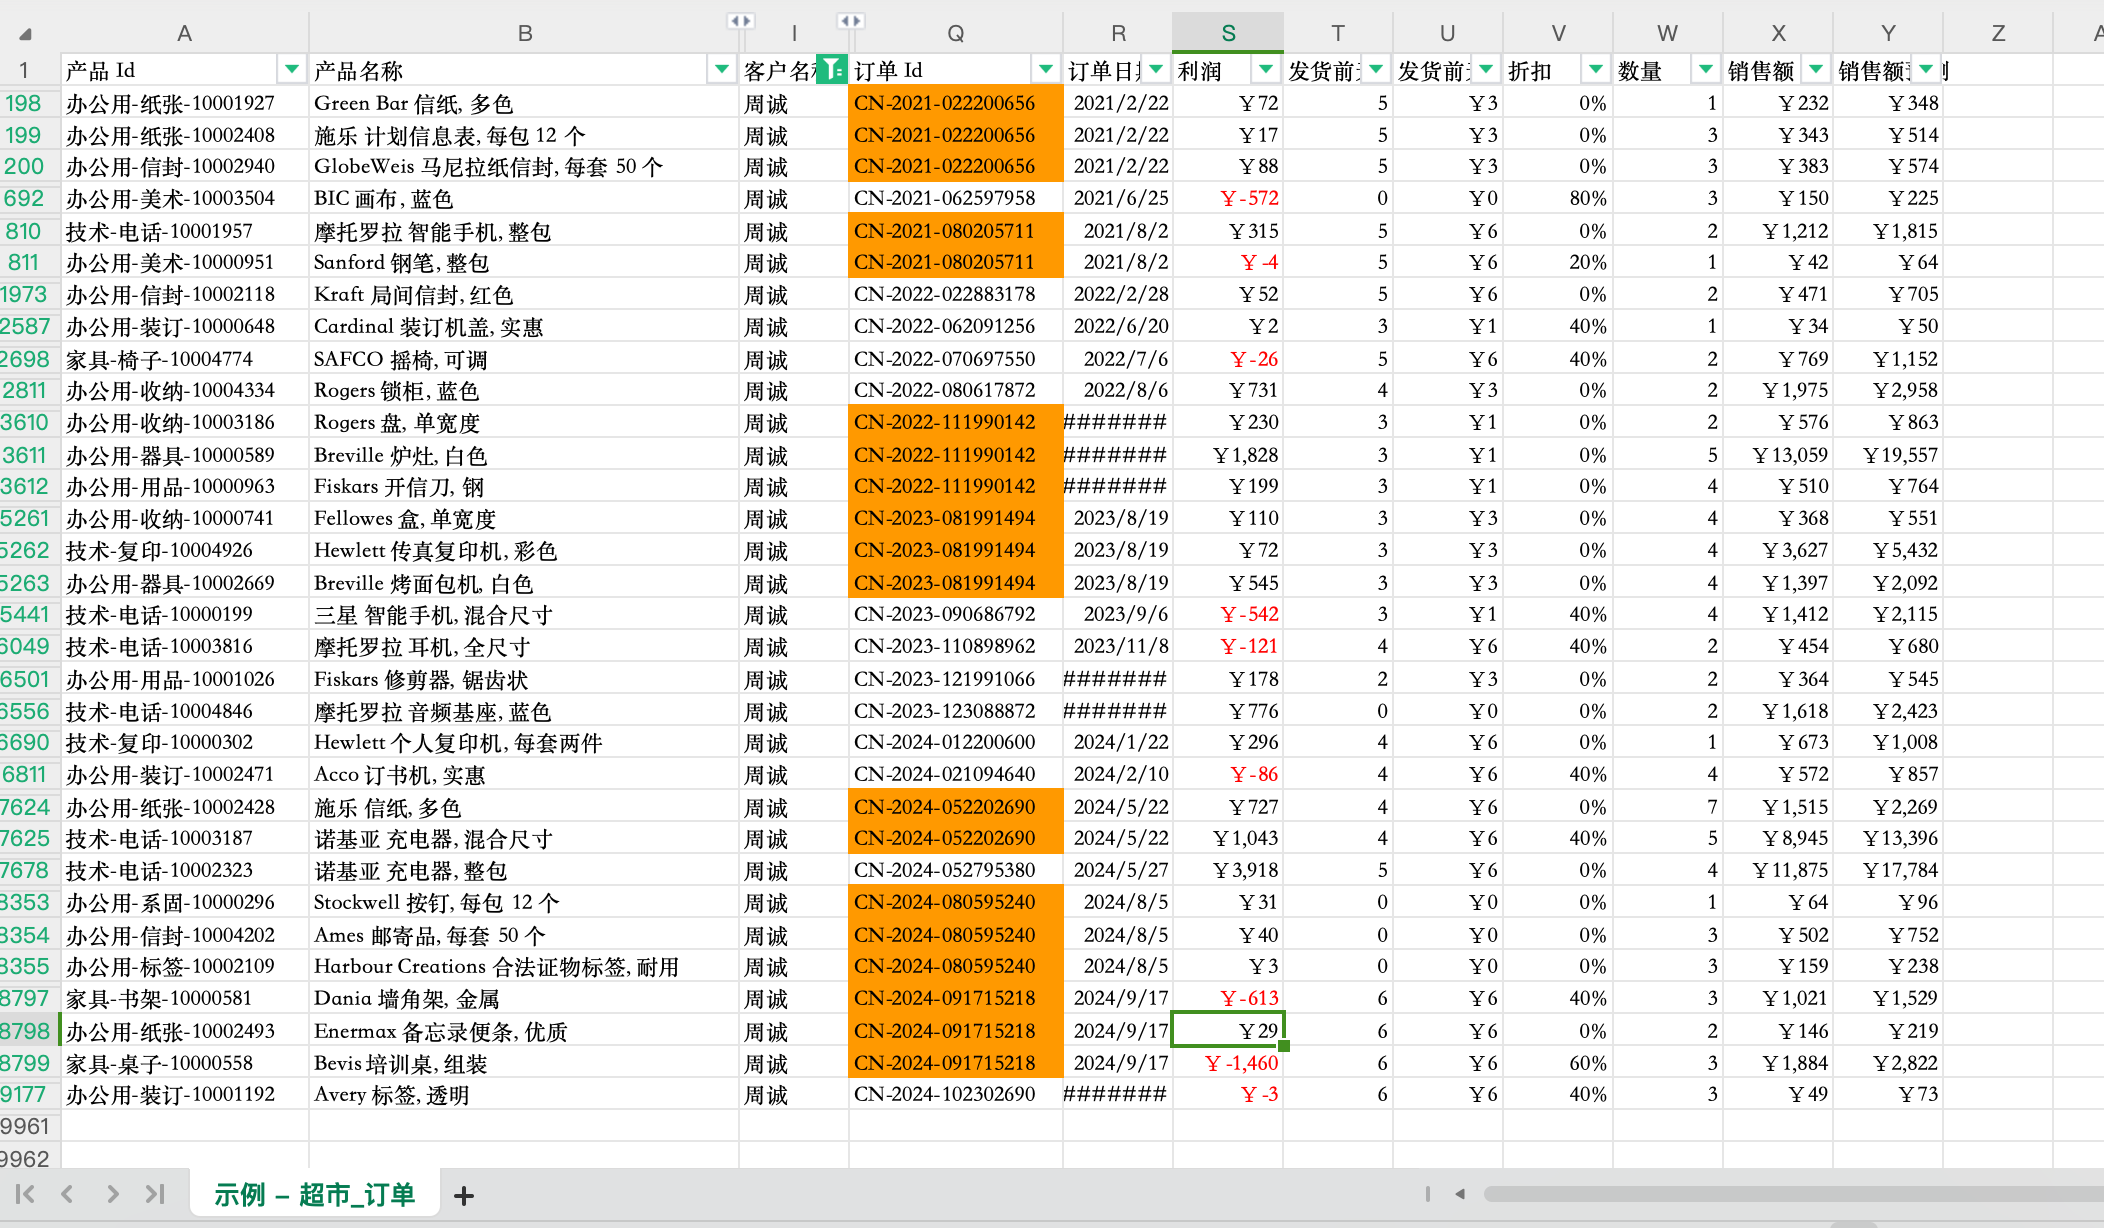 A B I Q R S T U V W X Y Z
1 产品 Id 产品名称 客户名 订单 Id 订单日 利润 发货前 发货前 折扣 数量 销售额 销售额
198 办公用-纸张-10001927 Green Bar 信纸, 多色 周诚 CN-2021-022200656 2021/2/22 ￥72 5 ￥3 0% 1 ￥232 ￥348
199 办公用-纸张-10002408 施乐 计划信息表, 每包 12 个 周诚 CN-2021-022200656 2021/2/22 ￥17 5 ￥3 0% 3 ￥343 ￥514
200 办公用-信封-10002940 GlobeWeis 马尼拉纸信封, 每套 50 个 周诚 CN-2021-022200656 2021/2/22 ￥88 5 ￥3 0% 3 ￥383 ￥574
692 办公用-美术-10003504 BIC 画布, 蓝色 周诚 CN-2021-062597958 2021/6/25 ￥-572 0 ￥0 80% 3 ￥150 ￥225
810 技术-电话-10001957 摩托罗拉 智能手机, 整包 周诚 CN-2021-080205711 2021/8/2 ￥315 5 ￥6 0% 2 ￥1,212 ￥1,815
811 办公用-美术-10000951 Sanford 钢笔, 整包 周诚 CN-2021-080205711 2021/8/2 ￥-4 5 ￥6 20% 1 ￥42 ￥64
1973 办公用-信封-10002118 Kraft 局间信封, 红色 周诚 CN-2022-022883178 2022/2/28 ￥52 5 ￥6 0% 2 ￥471 ￥705
2587 办公用-装订-10000648 Cardinal 装订机盖, 实惠 周诚 CN-2022-062091256 2022/6/20 ￥2 3 ￥1 40% 1 ￥34 ￥50
2698 家具-椅子-10004774 SAFCO 摇椅, 可调 周诚 CN-2022-070697550 2022/7/6 ￥-26 5 ￥6 40% 2 ￥769 ￥1,152
2811 办公用-收纳-10004334 Rogers 锁柜, 蓝色 周诚 CN-2022-080617872 2022/8/6 ￥731 4 ￥3 0% 2 ￥1,975 ￥2,958
3610 办公用-收纳-10003186 Rogers 盘, 单宽度 周诚 CN-2022-111990142 ####### ￥230 3 ￥1 0% 2 ￥576 ￥863
3611 办公用-器具-10000589 Breville 炉灶, 白色 周诚 CN-2022-111990142 ####### ￥1,828 3 ￥1 0% 5 ￥13,059 ￥19,557
3612 办公用-用品-10000963 Fiskars 开信刀, 钢 周诚 CN-2022-111990142 ####### ￥199 3 ￥1 0% 4 ￥510 ￥764
5261 办公用-收纳-10000741 Fellowes 盒, 单宽度 周诚 CN-2023-081991494 2023/8/19 ￥110 3 ￥3 0% 4 ￥368 ￥551
5262 技术-复印-10004926 Hewlett 传真复印机, 彩色 周诚 CN-2023-081991494 2023/8/19 ￥72 3 ￥3 0% 4 ￥3,627 ￥5,432
5263 办公用-器具-10002669 Breville 烤面包机, 白色 周诚 CN-2023-081991494 2023/8/19 ￥545 3 ￥3 0% 4 ￥1,397 ￥2,092
5441 技术-电话-10000199 三星 智能手机, 混合尺寸 周诚 CN-2023-090686792 2023/9/6 ￥-542 3 ￥1 40% 4 ￥1,412 ￥2,115
6049 技术-电话-10003816 摩托罗拉 耳机, 全尺寸 周诚 CN-2023-110898962 2023/11/8 ￥-121 4 ￥6 40% 2 ￥454 ￥680
6501 办公用-用品-10001026 Fiskars 修剪器, 锯齿状 周诚 CN-2023-121991066 ####### ￥178 2 ￥3 0% 2 ￥364 ￥545
6556 技术-电话-10004846 摩托罗拉 音频基座, 蓝色 周诚 CN-2023-123088872 ####### ￥776 0 ￥0 0% 2 ￥1,618 ￥2,423
6690 技术-复印-10000302 Hewlett 个人复印机, 每套两件 周诚 CN-2024-012200600 2024/1/22 ￥296 4 ￥6 0% 1 ￥673 ￥1,008
6811 办公用-装订-10002471 Acco 订书机, 实惠 周诚 CN-2024-021094640 2024/2/10 ￥-86 4 ￥6 40% 4 ￥572 ￥857
7624 办公用-纸张-10002428 施乐 信纸, 多色 周诚 CN-2024-052202690 2024/5/22 ￥727 4 ￥6 0% 7 ￥1,515 ￥2,269
7625 技术-电话-10003187 诺基亚 充电器, 混合尺寸 周诚 CN-2024-052202690 2024/5/22 ￥1,043 4 ￥6 40% 5 ￥8,945 ￥13,396
7678 技术-电话-10002323 诺基亚 充电器, 整包 周诚 CN-2024-052795380 2024/5/27 ￥3,918 5 ￥6 0% 4 ￥11,875 ￥17,784
8353 办公用-系固-10000296 Stockwell 按钉, 每包 12 个 周诚 CN-2024-080595240 2024/8/5 ￥31 0 ￥0 0% 1 ￥64 ￥96
8354 办公用-信封-10004202 Ames 邮寄品, 每套 50 个 周诚 CN-2024-080595240 2024/8/5 ￥40 0 ￥0 0% 3 ￥502 ￥752
8355 办公用-标签-10002109 Harbour Creations 合法证物标签, 耐用 周诚 CN-2024-080595240 2024/8/5 ￥3 0 ￥0 0% 3 ￥159 ￥238
8797 家具-书架-10000581 Dania 墙角架, 金属 周诚 CN-2024-091715218 2024/9/17 ￥-613 6 ￥6 40% 3 ￥1,021 ￥1,529
8798 办公用-纸张-10002493 Enermax 备忘录便条, 优质 周诚 CN-2024-091715218 2024/9/17 ￥29 6 ￥6 0% 2 ￥146 ￥219
8799 家具-桌子-10000558 Bevis 培训桌, 组装 周诚 CN-2024-091715218 2024/9/17 ￥-1,460 6 ￥6 60% 3 ￥1,884 ￥2,822
9177 办公用-装订-10001192 Avery 标签, 透明 周诚 CN-2024-102302690 ####### ￥-3 6 ￥6 40% 3 ￥49 ￥73
9961
9962
示例 – 超市_订单 +